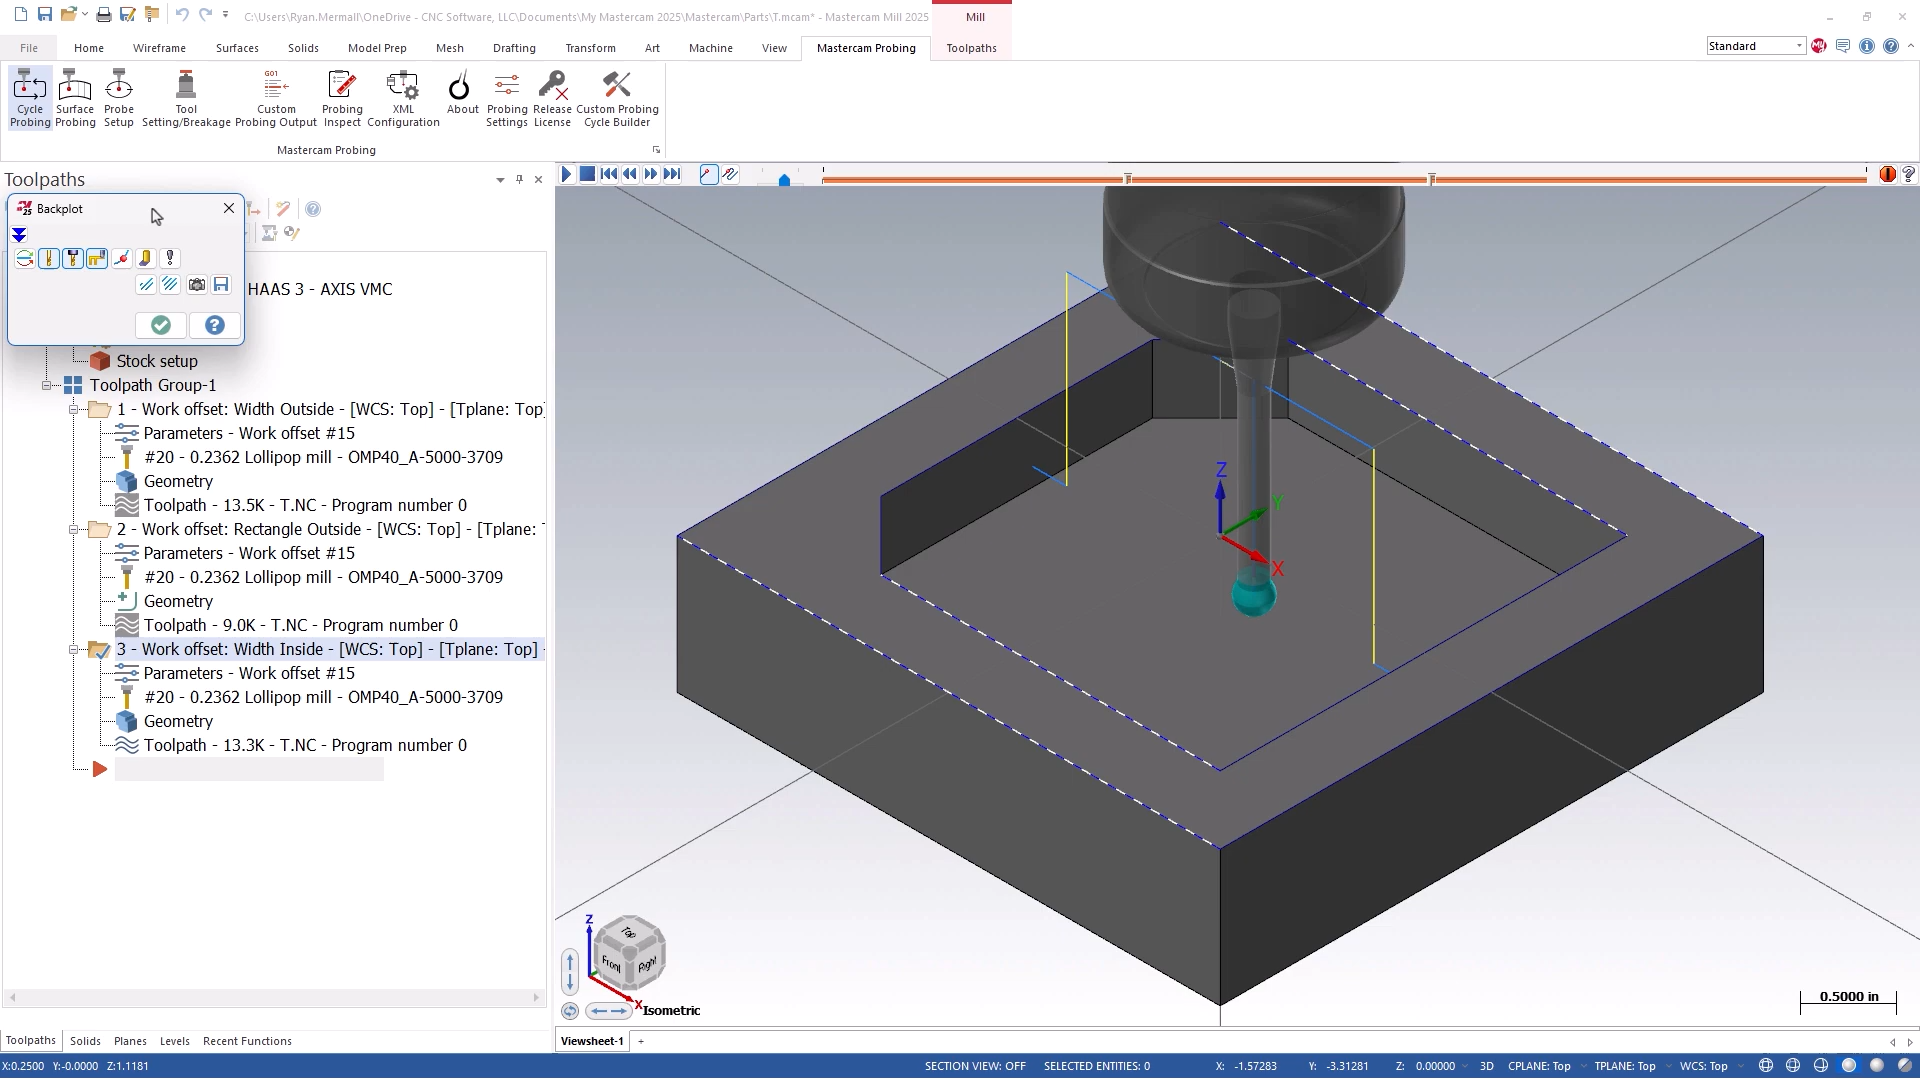 C:\Users\Ryan.Mermall\OneDrive - CNC Software, LLC\Documents\My Mastercam 2025\Mastercam\Parts\T.mcam* - Mastercam Mill 2025
Mill
File Home Wireframe Surfaces Solids Model Prep Mesh Drafting Transform Art Machine View Mastercam Probing Toolpaths
Standard
G01
Cycle Probing
Surface Probing
Probe Setup
Tool Setting/Breakage
Custom Probing Output
Probing Inspect
XML Configuration
About
Probing Settings
Release License
Custom Probing Cycle Builder
Mastercam Probing
Toolpaths
Backplot
HAAS 3 - AXIS VMC
Stock setup
Toolpath Group-1
1 - Work offset: Width Outside - [WCS: Top] - [Tplane: Top]
Parameters - Work offset #15
#20 - 0.2362 Lollipop mill - OMP40_A-5000-3709
Geometry
Toolpath - 13.5K - T.NC - Program number 0
2 - Work offset: Rectangle Outside - [WCS: Top] - [Tplane: T
Parameters - Work offset #15
#20 - 0.2362 Lollipop mill - OMP40_A-5000-3709
Geometry
Toolpath - 9.0K - T.NC - Program number 0
3 - Work offset: Width Inside - [WCS: Top] - [Tplane: Top] -
Parameters - Work offset #15
#20 - 0.2362 Lollipop mill - OMP40_A-5000-3709
Geometry
Toolpath - 13.3K - T.NC - Program number 0
Z
Y
X
Z
Top
Front
Right
X
Isometric
0.5000 in
Toolpaths Solids Planes Levels Recent Functions
Viewsheet-1 +
X:0.2500 Y:-0.0000 Z:1.1181
SECTION VIEW: OFF SELECTED ENTITIES: 0 X: -1.57283 Y: -3.31281 Z: 0.00000 3D CPLANE: Top TPLANE: Top WCS: Top